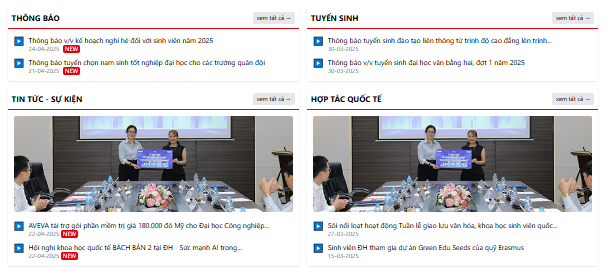 THÔNG BÁO
xem tất cả →
Thông báo v/v kế hoạch nghỉ hè đối với sinh viên năm 2025
24-04-2025 NEW
Thông báo tuyển chọn nam sinh tốt nghiệp đại học cho các trường quân đội
21-04-2025 NEW
TUYỂN SINH
xem tất cả →
Thông báo tuyển sinh đào tạo liên thông từ trình độ cao đẳng lên trình...
30-03-2025
Thông báo v/v tuyển sinh đại học văn bằng hai, đợt 1 năm 2025
30-03-2025
TIN TỨC - SỰ KIỆN
xem tất cả →
AVEVA tài trợ gói phần mềm trị giá 180.000 đô Mỹ cho Đại học Công nghiệp...
22-04-2025 NEW
Hội nghị khoa học quốc tế BÁCH BẢN 2 tại ĐH - Sức mạnh AI trong...
22-04-2025 NEW
HỢP TÁC QUỐC TẾ
xem tất cả →
Sôi nổi loạt hoạt động Tuần lễ giao lưu văn hóa, khoa học sinh viên quốc...
27-03-2025
Sinh viên ĐH tham gia dự án Green Edu Seeds của quỹ Erasmus
15-03-2025